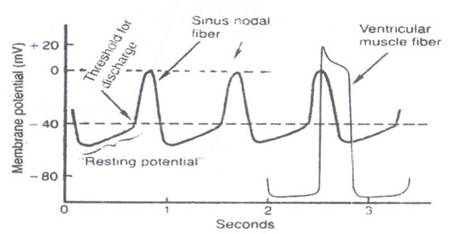 Sinus nodal
fiber
Ventricular
muscle fiber
Threshold for
discharge
Membrane potential (mV)
+ 20
0
− 40
− 80
"Resting potential"
0
1
2
3
Seconds